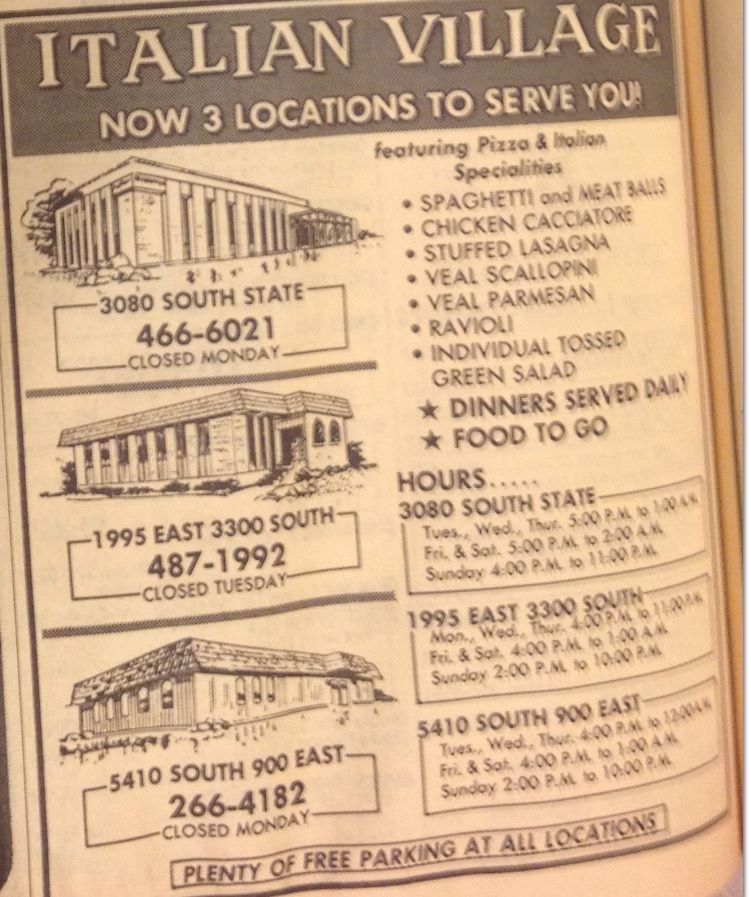 ITALIAN VILLAGE
NOW 3 LOCATIONS TO SERVE YOU!
featuring Pizza & Italian
Specialities
• SPAGHETTI and MEAT BALLS
• CHICKEN CACCIATORE
• STUFFED LASAGNA
• VEAL SCALLOPINI
• VEAL PARMESAN
• RAVIOLI
• INDIVIDUAL TOSSED
GREEN SALAD
★ DINNERS SERVED DAILY
★ FOOD TO GO
3080 SOUTH STATE
466-6021
CLOSED MONDAY
1995 EAST 3300 SOUTH
487-1992
CLOSED TUESDAY
5410 SOUTH 900 EAST
266-4182
CLOSED MONDAY
HOURS.....
3080 SOUTH STATE
Tues., Wed., Thur. 5:00 P.M. to 1:00 A.M.
Fri. & Sat. 5:00 P.M. to 2:00 A.M.
Sunday 4:00 P.M. to 11:00 P.M.
1995 EAST 3300 SOUTH
Mon., Wed., Thur. 4:00 P.M. to 11:00 P.M.
Fri. & Sat. 4:00 P.M. to 1:00 A.M.
Sunday 2:00 P.M. to 10:00 P.M.
5410 SOUTH 900 EAST
Tues., Wed., Thur. 4:00 P.M. to 12:00 A.M.
Fri. & Sat. 4:00 P.M. to 1:00 A.M.
Sunday 2:00 P.M. to 10:00 P.M.
PLENTY OF FREE PARKING AT ALL LOCATIONS